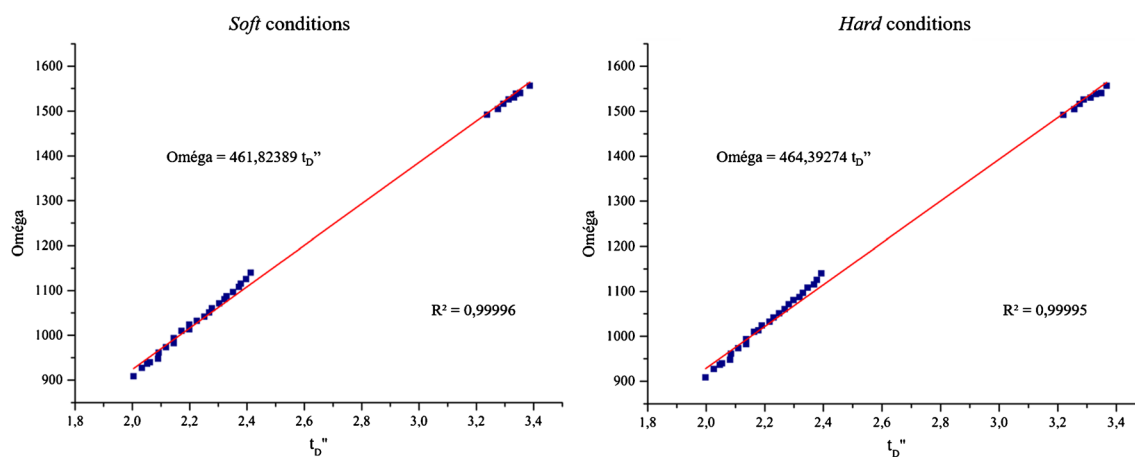 Soft conditions
1600
1500
1400
1300
1200
1100
1000
900
Oméga
Oméga = 461,82389 tD’’
R² = 0,99996
1,8 2,0 2,2 2,4 2,6 2,8 3,0 3,2 3,4
tD"
Hard conditions
1600
1500
1400
1300
1200
1100
1000
900
Oméga
Oméga = 464,39274 tD’’
R² = 0,99995
1,8 2,0 2,2 2,4 2,6 2,8 3,0 3,2 3,4
tD"